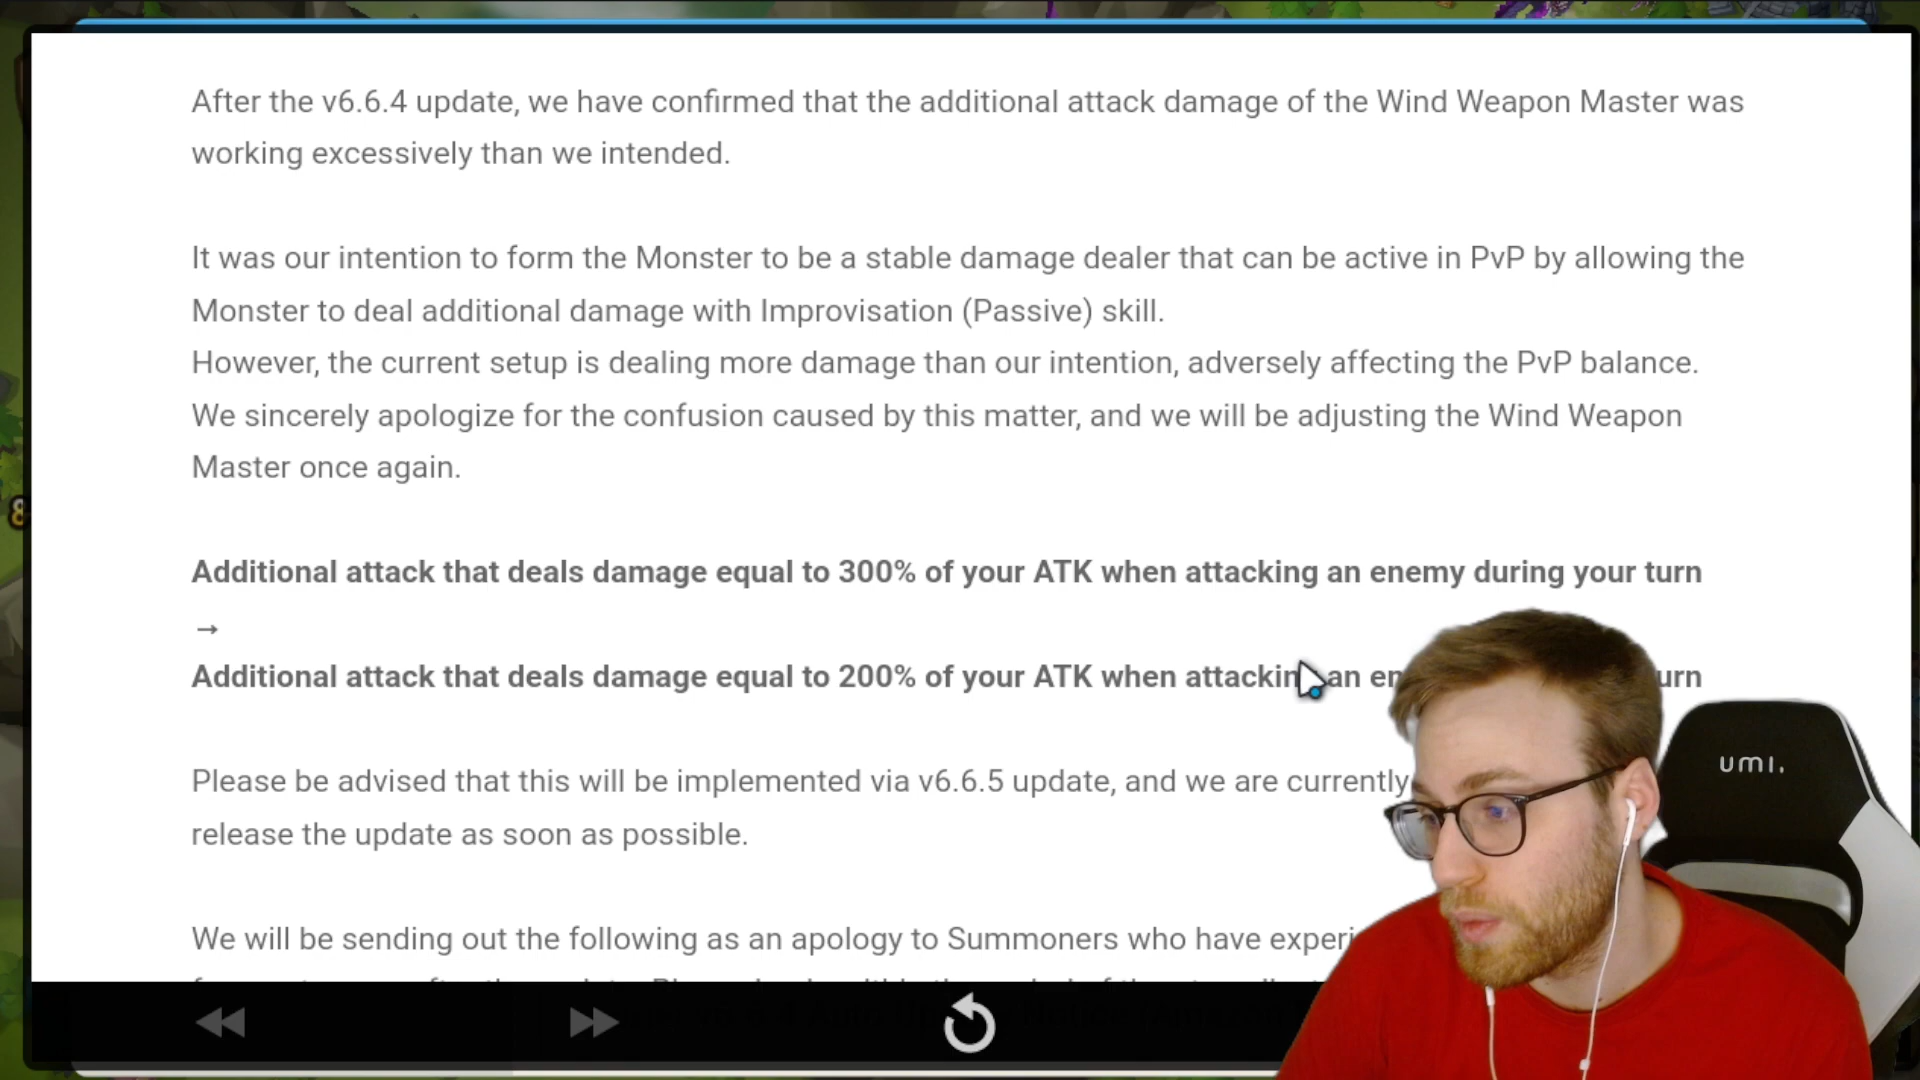 After the v6.6.4 update, we have confirmed that the additional attack damage of the Wind Weapon Master was
working excessively than we intended.
It was our intention to form the Monster to be a stable damage dealer that can be active in PvP by allowing the
Monster to deal additional damage with Improvisation (Passive) skill.
However, the current setup is dealing more damage than our intention, adversely affecting the PvP balance.
We sincerely apologize for the confusion caused by this matter, and we will be adjusting the Wind Weapon
Master once again.
Additional attack that deals damage equal to 300% of your ATK when attacking an enemy during your turn
→
Additional attack that deals damage equal to 200% of your ATK when attacking an
umi.
Please be advised that this will be implemented via v6.6.5 update, and we are currently
release the update as soon as possible.
We will be sending out the following as an apology to Summoners who have